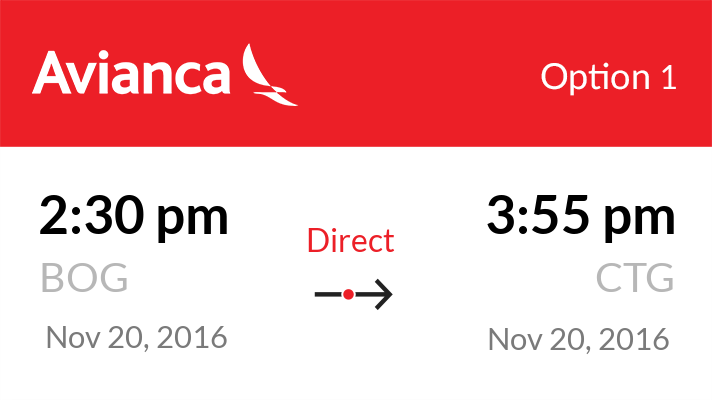 Avianca
Option 1
2:30 pm
3:55 pm
Direct
BOG
CTG
Nov 20, 2016
Nov 20, 2016